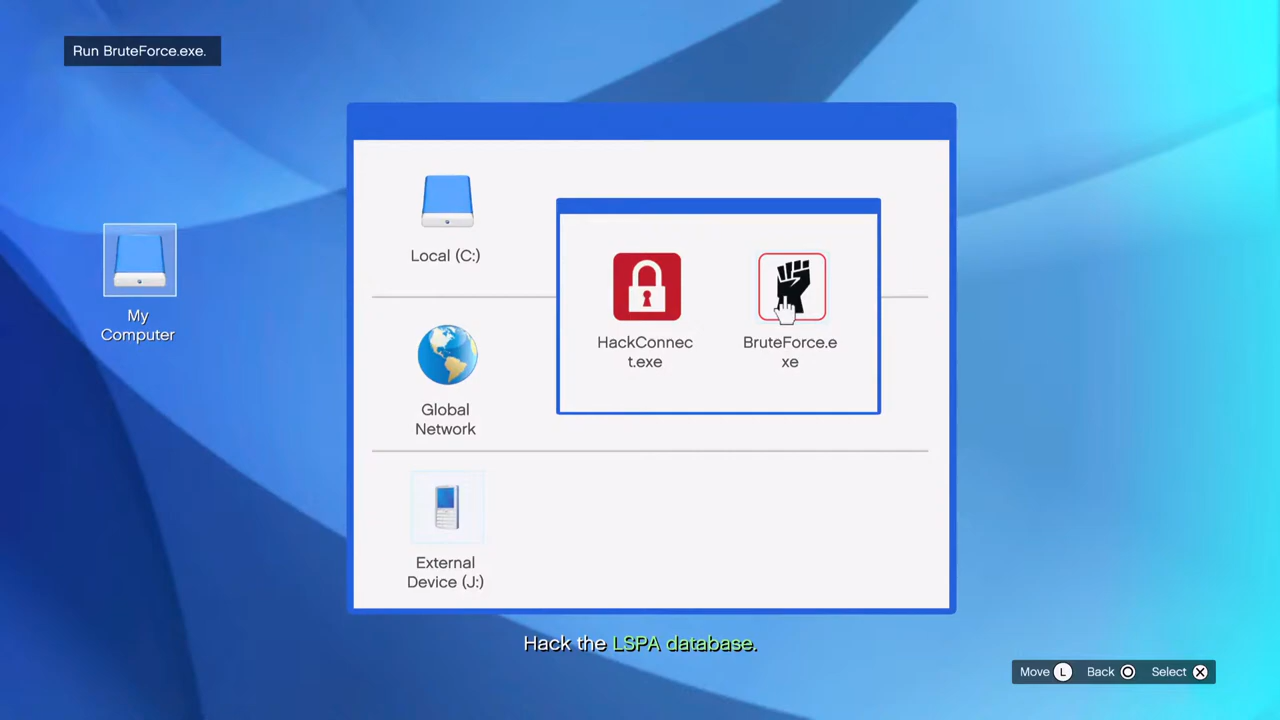 Run BruteForce.exe.
Local (C:)
HackConnec
t.exe
BruteForce.e
xe
My
Computer
Global
Network
External
Device (J:)
Hack the LSPA database.
Move L Back Select